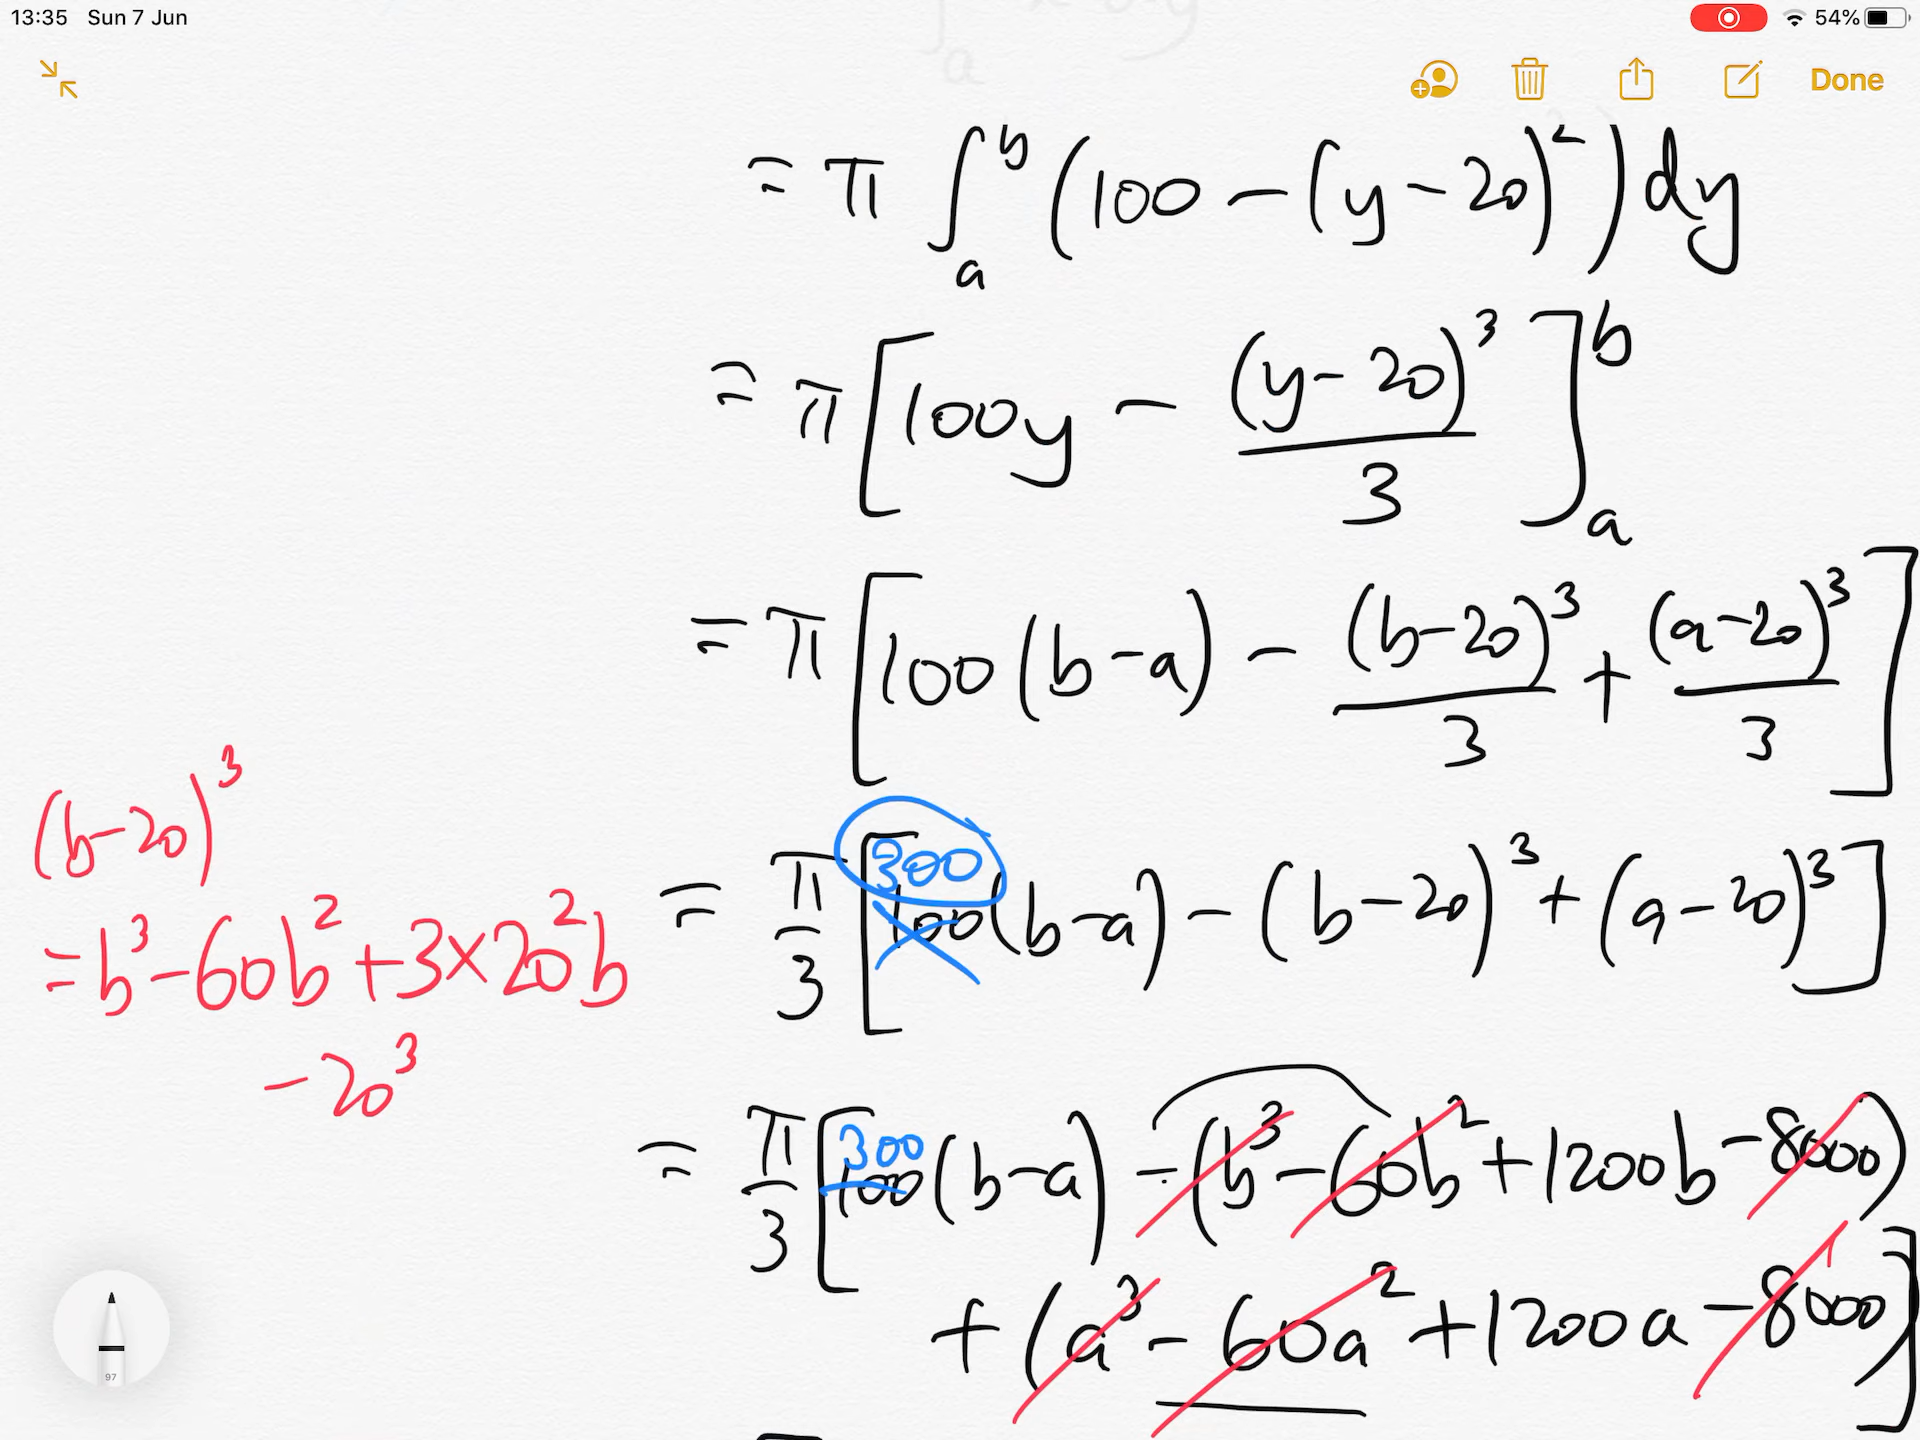 13:35 Sun 7 Jun
54%
Done
= π ∫ₐᵇ (100 − (y − 20)²) dy
= π [100y − (y − 20)³/3]ₐᵇ
= π [100 (b − a) − (b − 20)³/3 + (a − 20)³/3]
(b − 20)³
= b³ − 60b² + 3 × 20²b
− 20³
300
= π/3 [100(b − a) − (b − 20)³ + (a − 20)³]
300
= π/3 [100(b − a) − (b³ − 60b² + 1200b − 8000)
+ (a³ − 60a² + 1200a − 8000)]
97